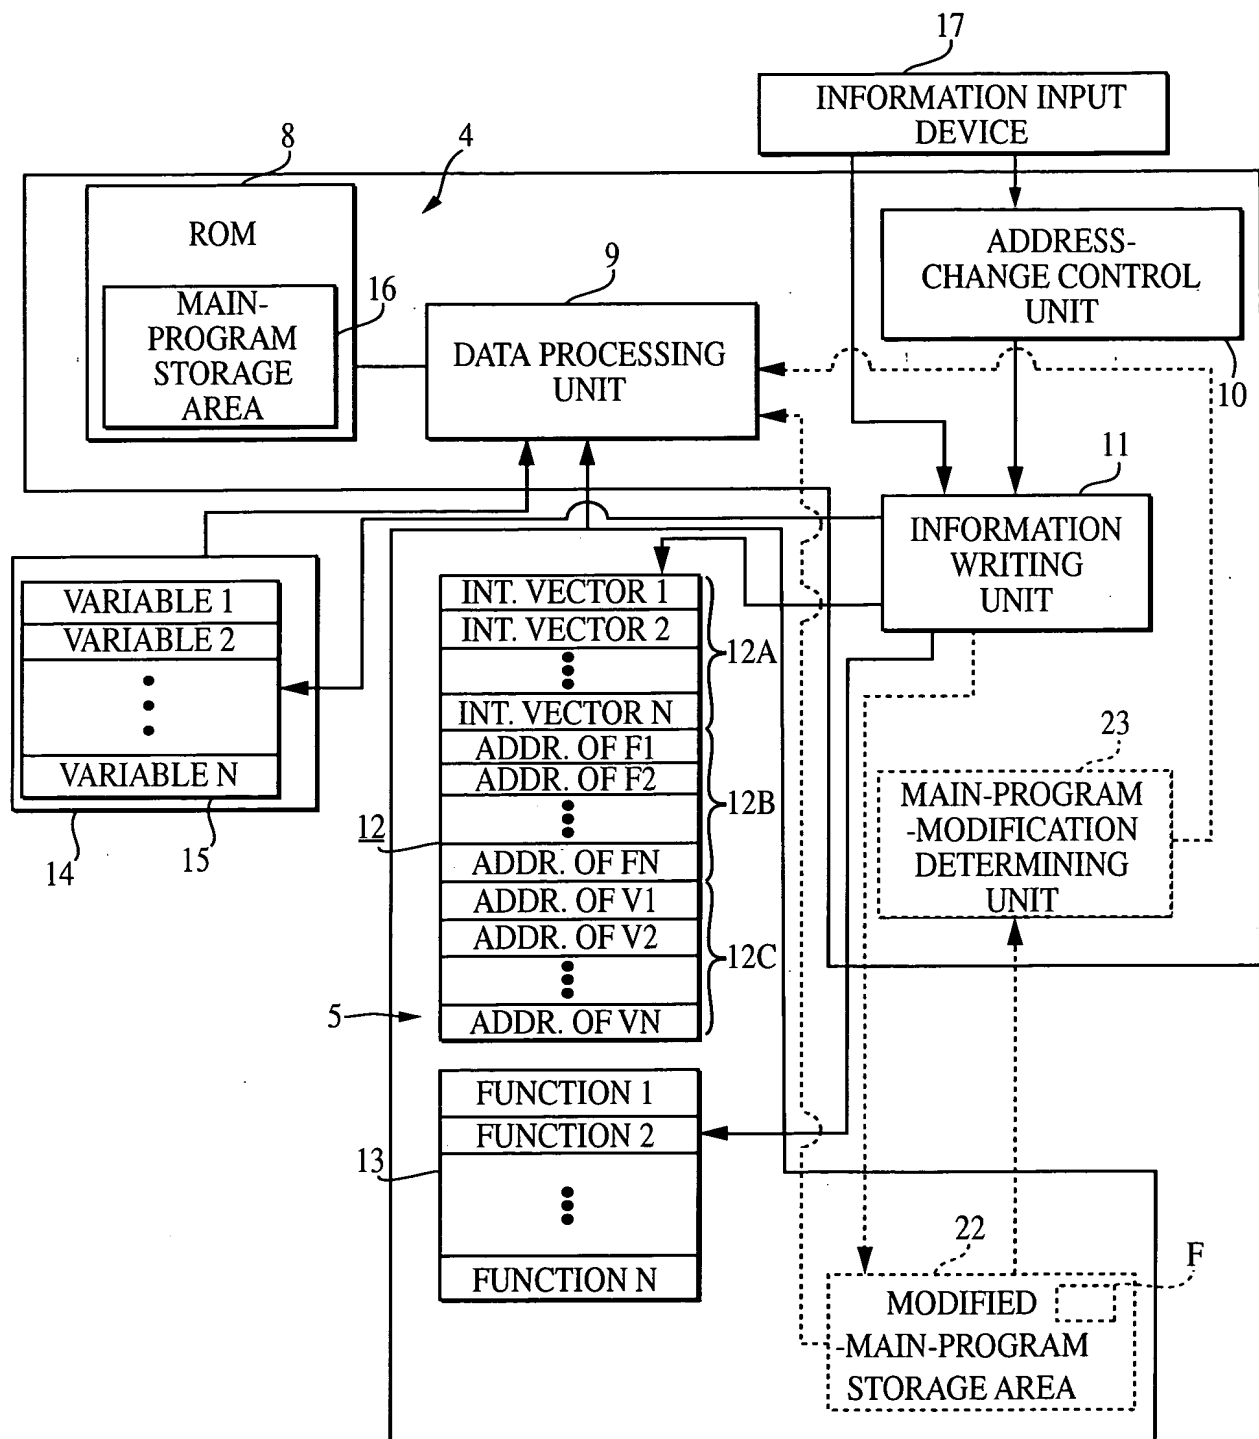 17
INFORMATION INPUT
DEVICE
8
4
ROM
9
ADDRESS-
CHANGE CONTROL
UNIT
16
MAIN-
PROGRAM
STORAGE
AREA
DATA PROCESSING
UNIT
10
11
INFORMATION
WRITING
UNIT
VARIABLE 1
VARIABLE 2
VARIABLE N
14
15
INT. VECTOR 1
INT. VECTOR 2
INT. VECTOR N
12A
ADDR. OF F1
ADDR. OF F2
12
ADDR. OF FN
12B
ADDR. OF V1
ADDR. OF V2
12C
5
ADDR. OF VN
23
MAIN-PROGRAM
-MODIFICATION
DETERMINING
UNIT
FUNCTION 1
FUNCTION 2
13
FUNCTION N
22
F
MODIFIED
-MAIN-PROGRAM
STORAGE AREA